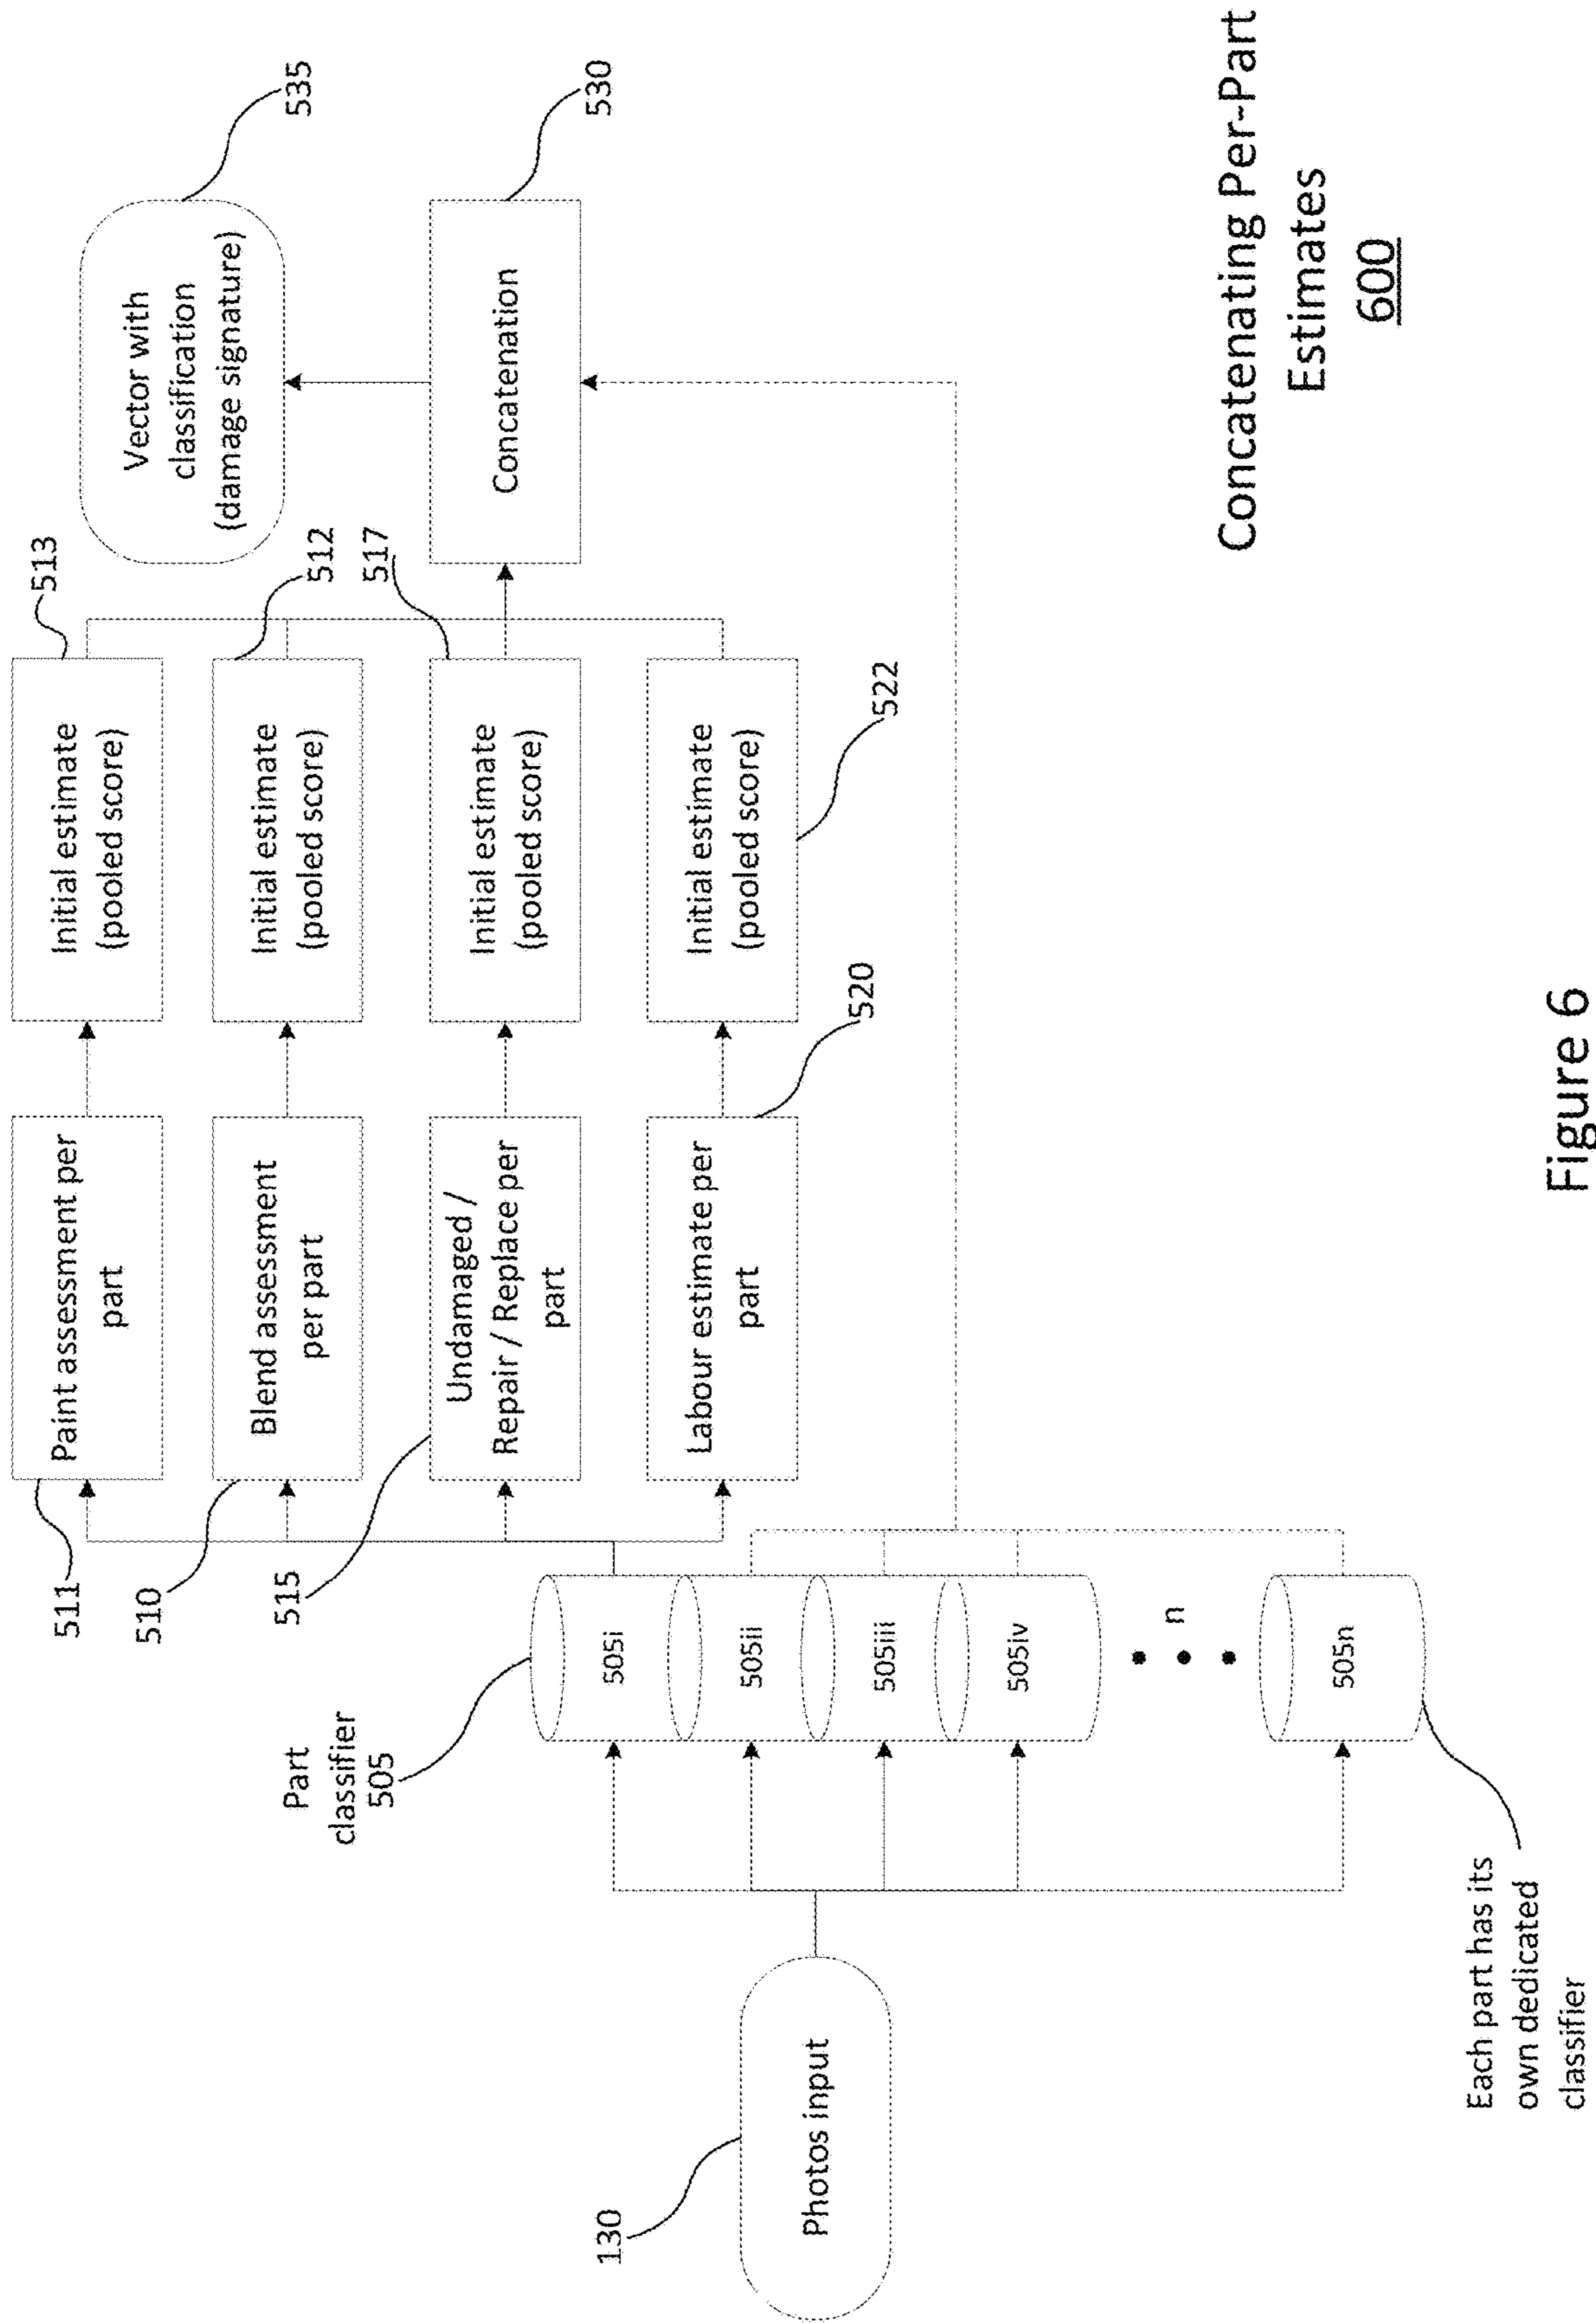 130
Photos input
Each part has its
own dedicated
classifier
Part
classifier
505
505i
505ii
505iii
505iv
n
505n
511
Paint assessment per
part
510
Blend assessment
per part
515
Undamaged /
Repair / Replace per
part
Labour estimate per
part
520
Initial estimate
(pooled score)
513
Initial estimate
(pooled score)
512
Initial estimate
(pooled score)
517
Initial estimate
(pooled score)
522
Vector with
classification
(damage signature)
535
Concatenation
530
Concatenating Per-Part
Estimates
600
Figure 6